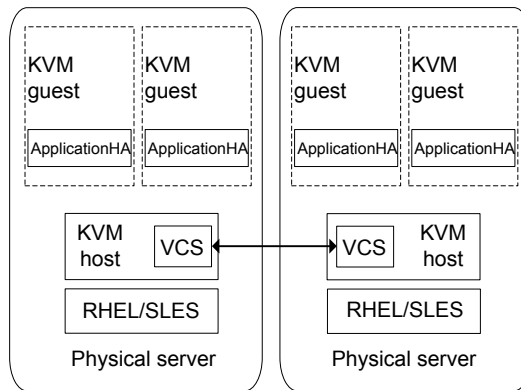 KVM
guest
KVM
guest
ApplicationHA
ApplicationHA
KVM
host
VCS
RHEL/SLES
Physical server
KVM
guest
KVM
guest
ApplicationHA
ApplicationHA
VCS
KVM
host
RHEL/SLES
Physical server